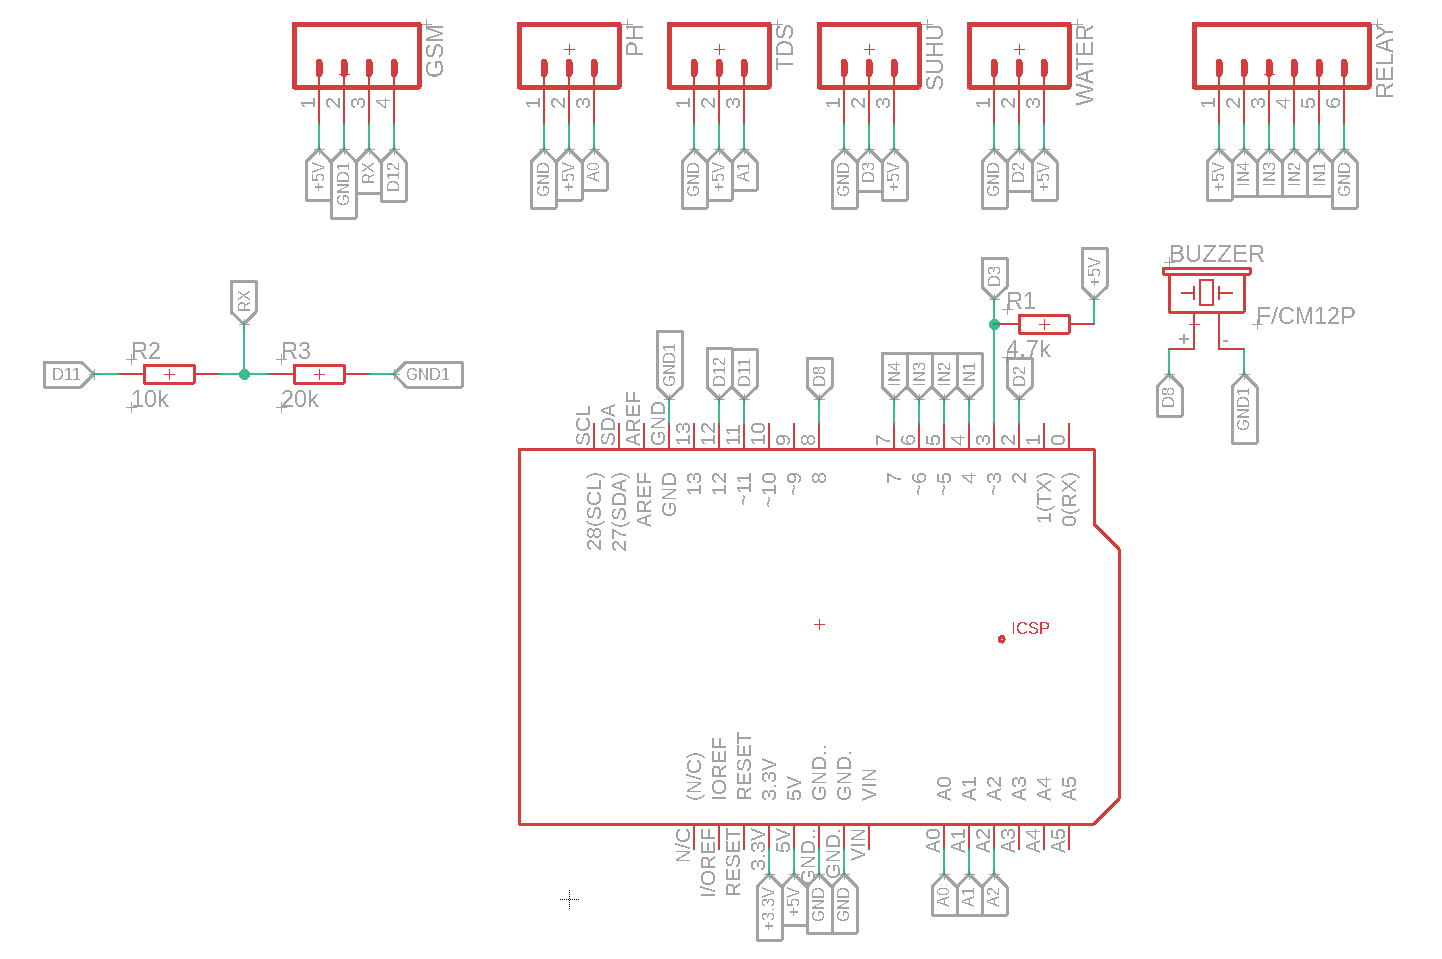 GSM
PH
TDS
SUHU
WATER
RELAY
1 2 3 4
1 2 3
1 2 3
1 2 3
1 2 3
1 2 3 4 5 6
+5V GND1 RX D12
GND +5V A0
GND +5V A1
GND D3 +5V
GND D2 +5V
+5V IN4 IN3 IN2 IN1 GND
RX
D11
R2
10k
R3
20k
GND1
D3
R1
4.7k
+5V
BUZZER
F/CM12P
+ -
D8
GND1
GND1 D12 D11 D8 IN4 IN3 IN2 IN1 D2
SCL SDA AREF GND 13 12 11 10 9 8 7 6 5 4 3 2 1 0
28(SCL) 27(SDA) AREF GND 13 12 ~11 ~10 ~9 8 7 ~6 ~5 4 ~3 2 1(TX) 0(RX)
ICSP
(N/C) IOREF RESET 3.3V 5V GND.. GND. VIN A0 A1 A2 A3 A4 A5
N/C I/OREF RESET 3.3V 5V GND.. GND. VIN A0 A1 A2 A3 A4 A5
+3.3V +5V GND GND A0 A1 A2